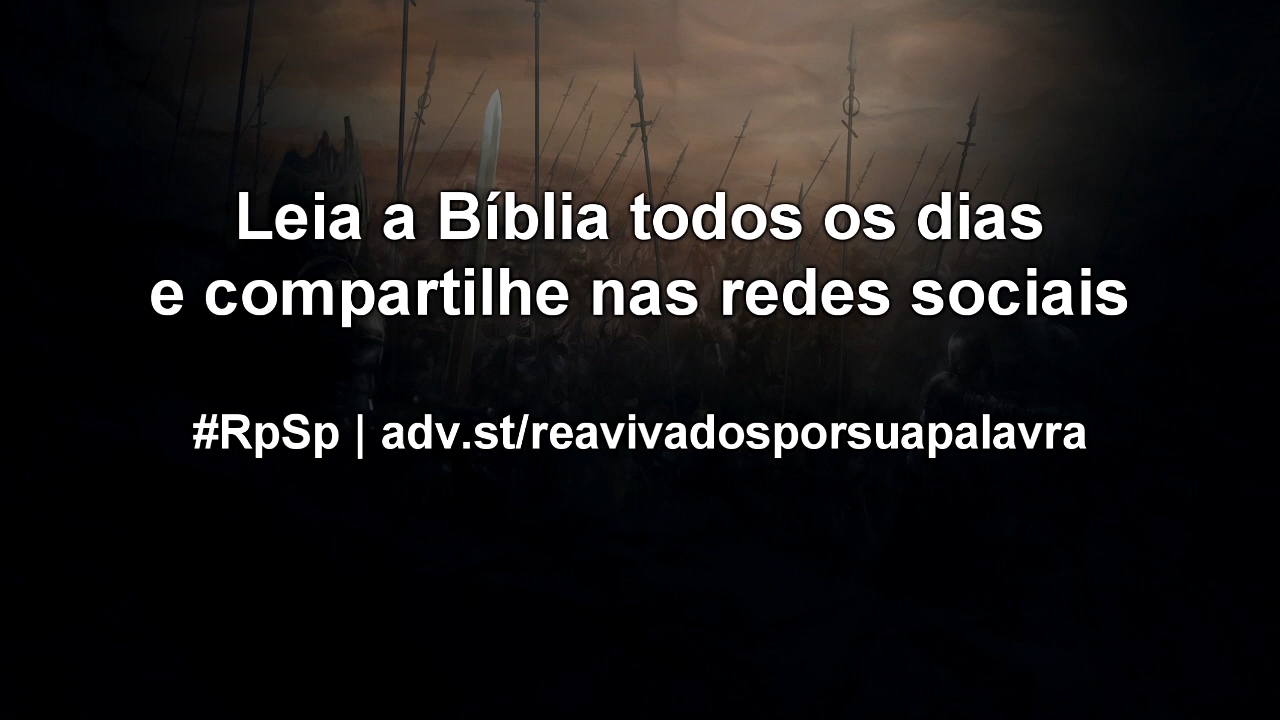 Leia a Bíblia todos os dias
e compartilhe nas redes sociais
#RpSp | adv.st/reavivadosporsuapalavra